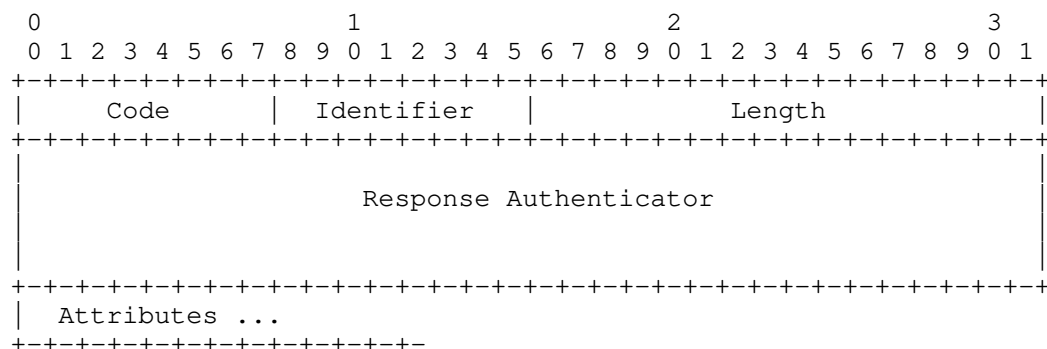 0                   1                   2                   3
 0 1 2 3 4 5 6 7 8 9 0 1 2 3 4 5 6 7 8 9 0 1 2 3 4 5 6 7 8 9 0 1
+-+-+-+-+-+-+-+-+-+-+-+-+-+-+-+-+-+-+-+-+-+-+-+-+-+-+-+-+-+-+-+-+
|     Code      |  Identifier   |            Length             |
+-+-+-+-+-+-+-+-+-+-+-+-+-+-+-+-+-+-+-+-+-+-+-+-+-+-+-+-+-+-+-+-+
|                                                               |
|                     Response Authenticator                    |
|                                                               |
|                                                               |
+-+-+-+-+-+-+-+-+-+-+-+-+-+-+-+-+-+-+-+-+-+-+-+-+-+-+-+-+-+-+-+-+
|  Attributes ...
+-+-+-+-+-+-+-+-+-+-+-+-+-